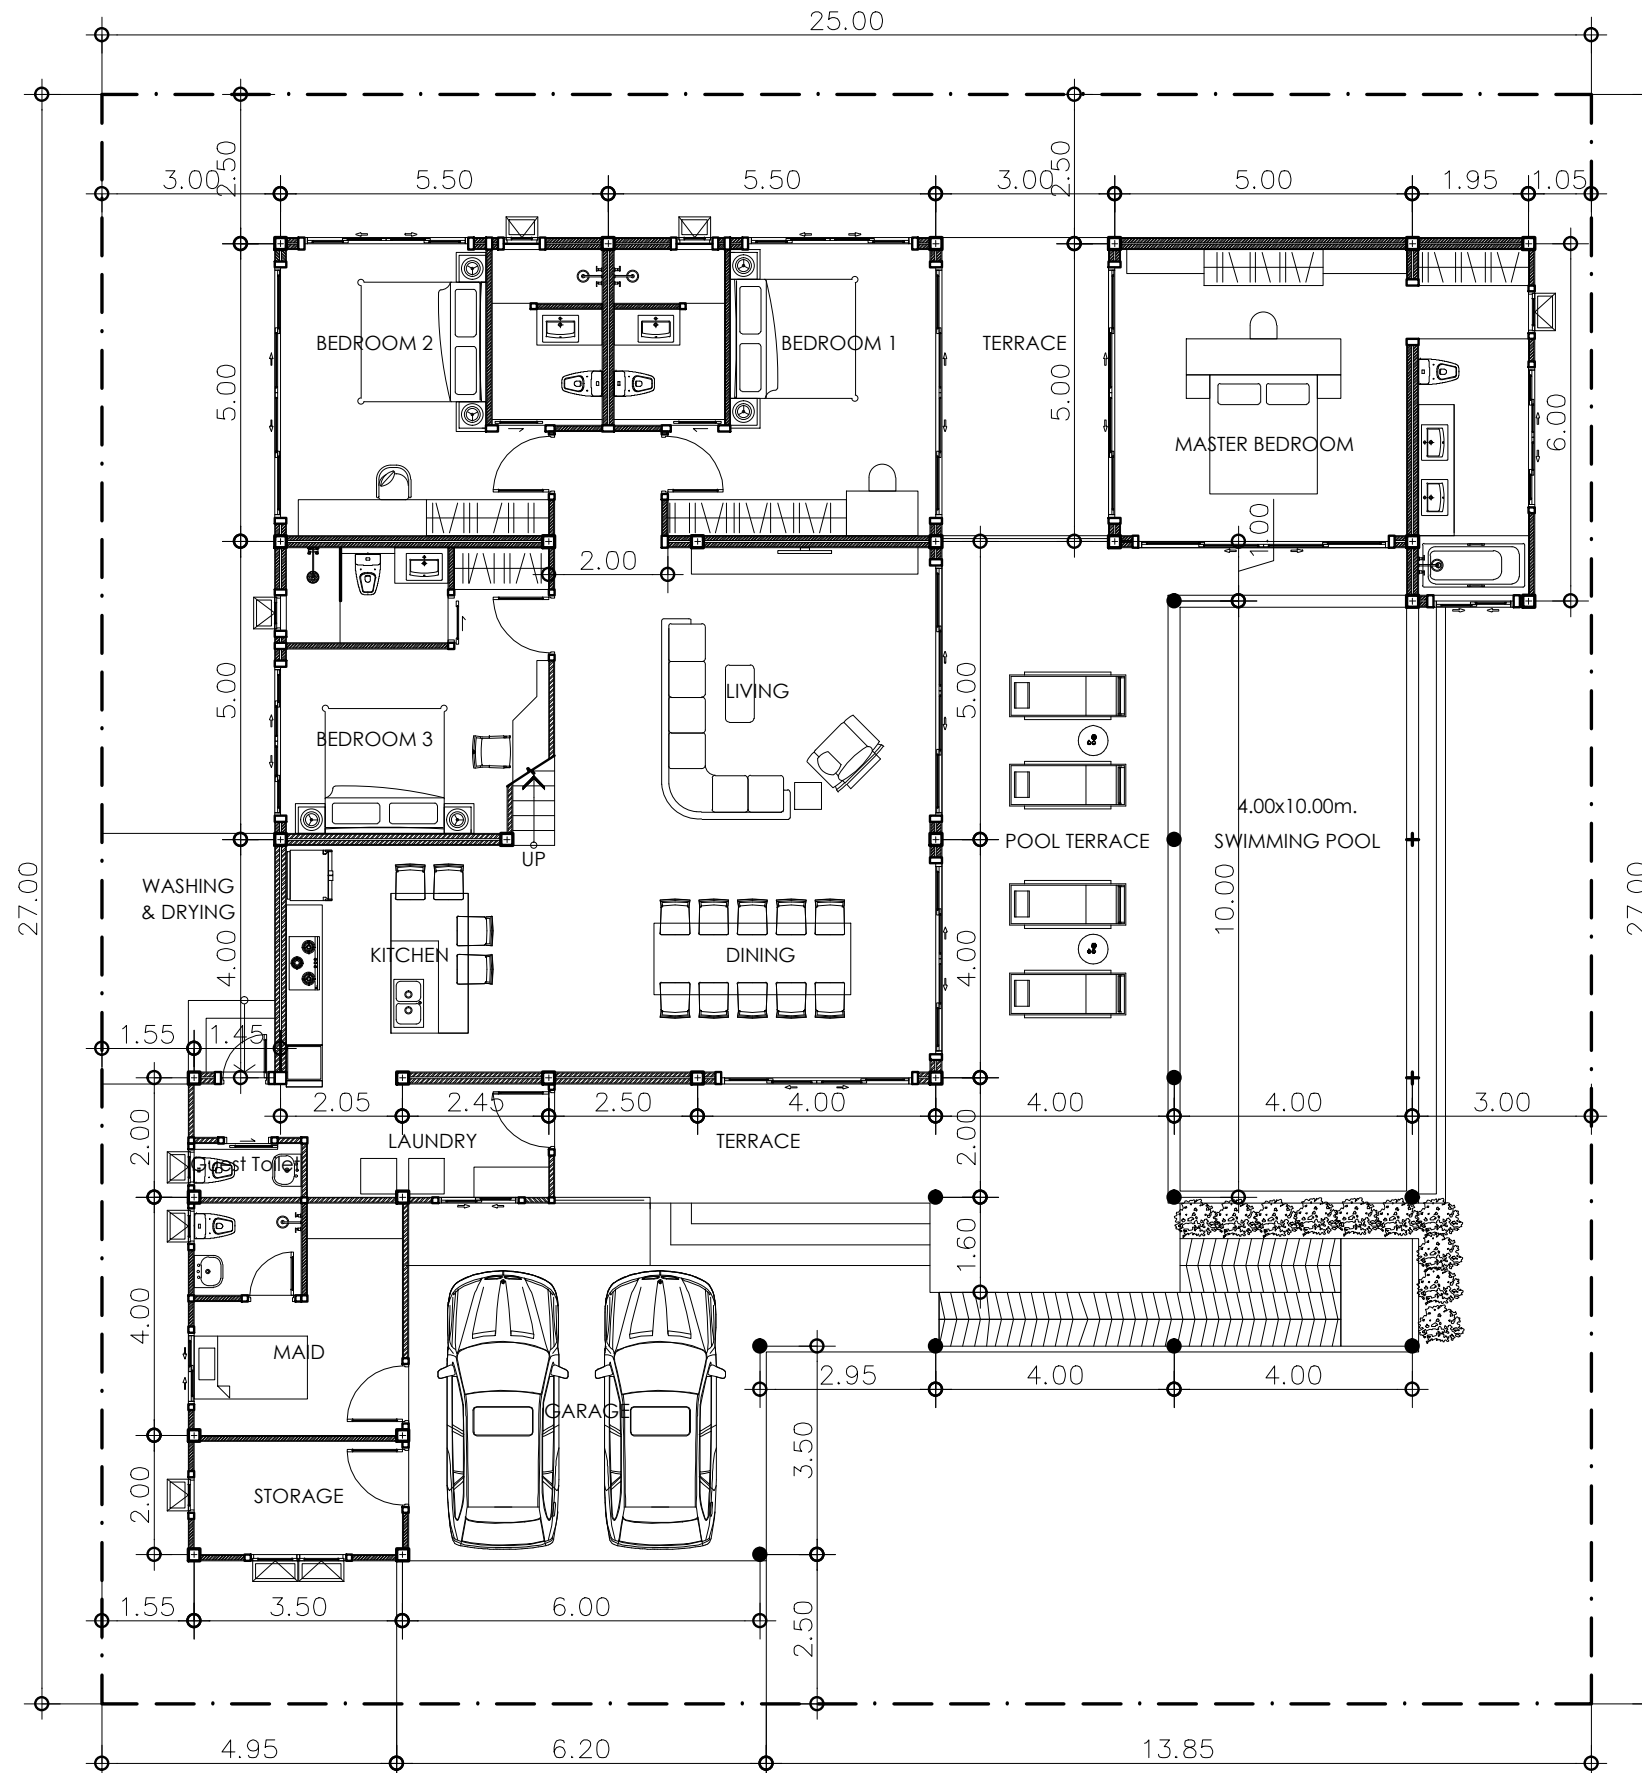 25.00
2.50
2.50
3.00
5.50
5.50
3.00
5.00
1.95
1.05
BEDROOM 2
BEDROOM 1
TERRACE
5.00
5.00
6.00
MASTER BEDROOM
1.00
2.00
5.00
LIVING
5.00
BEDROOM 3
4.00x10.00m.
UP
POOL TERRACE
SWIMMING POOL
WASHING
& DRYING
27.00
10.00
27.00
4.00
KITCHEN
DINING
4.00
1.55
1.45
2.05
2.45
2.50
4.00
4.00
4.00
3.00
2.00
LAUNDRY
TERRACE
2.00
Guest Toilet
1.60
4.00
MAID
2.95
4.00
4.00
GARAGE
3.50
2.00
STORAGE
1.55
3.50
6.00
2.50
4.95
6.20
13.85